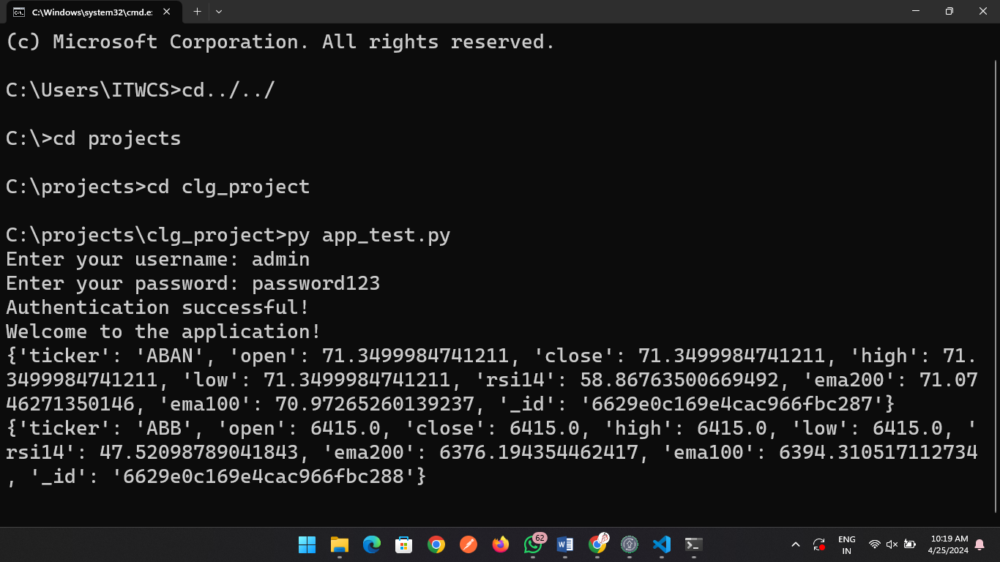 C:\Windows\system32\cmd.e:
(c) Microsoft Corporation. All rights reserved.
C:\Users\ITWCS>cd../../
C:\>cd projects
C:\projects>cd clg_project
C:\projects\clg_project>py app_test.py
Enter your username: admin
Enter your password: password123
Authentication successful!
Welcome to the application!
{'ticker': 'ABAN', 'open': 71.3499984741211, 'close': 71.3499984741211, 'high': 71.
3499984741211, 'low': 71.3499984741211, 'rsi14': 58.86763500669492, 'ema200': 71.07
46271350146, 'ema100': 70.97265260139237, '_id': '6629e0c169e4cac966fbc287'}
{'ticker': 'ABB', 'open': 6415.0, 'close': 6415.0, 'high': 6415.0, 'low': 6415.0, '
rsi14': 47.52098789041843, 'ema200': 6376.194354462417, 'ema100': 6394.310517112734
, '_id': '6629e0c169e4cac966fbc288'}
62
ENG
IN
10:19 AM
4/25/2024